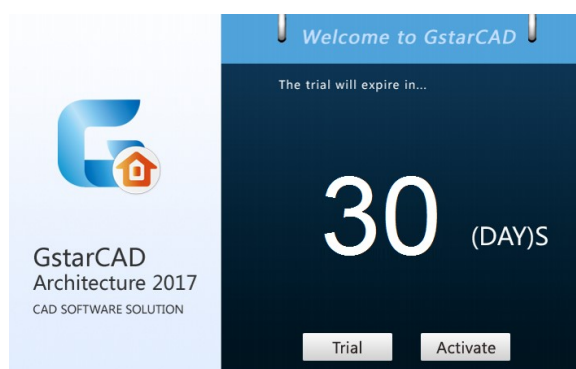 Welcome to GstarCAD
The trial will expire in...
30 (DAY)S
GstarCAD
Architecture 2017
CAD SOFTWARE SOLUTION
Trial Activate